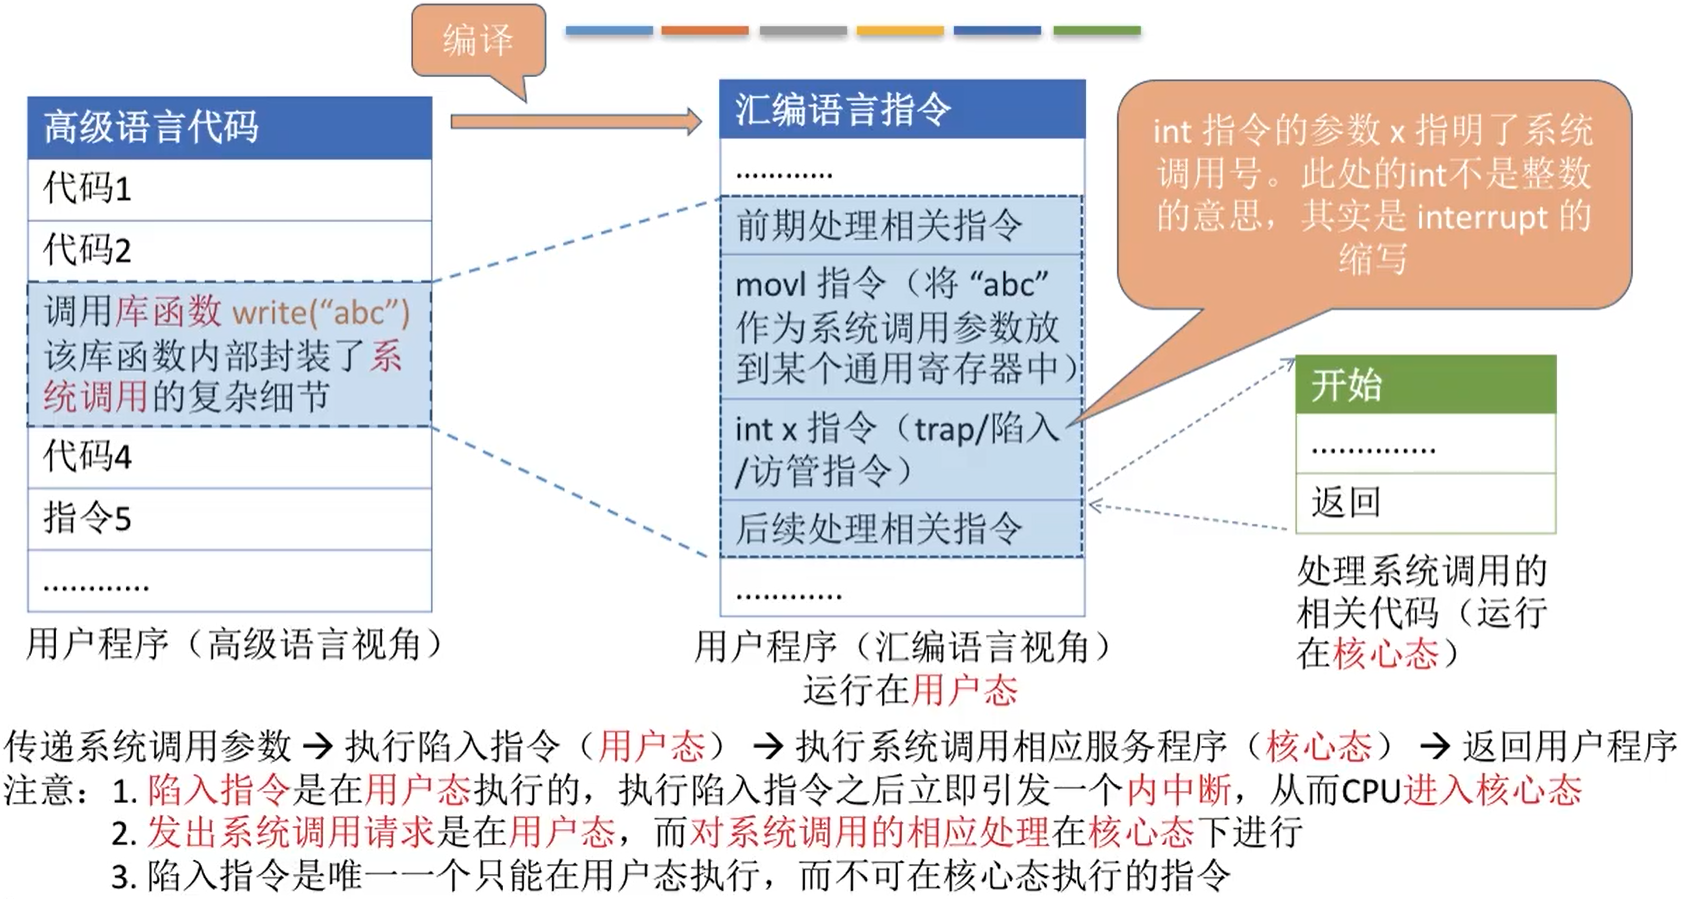 编译
高级语言代码
代码1
代码2
调用库函数 write(“abc”)
该库函数内部封装了系
统调用的复杂细节
代码4
指令5
............
用户程序（高级语言视角）
汇编语言指令
............
前期处理相关指令
movl 指令（将 “abc”
作为系统调用参数放
到某个通用寄存器中）
int x 指令（trap/陷入
/访管指令）
后续处理相关指令
............
用户程序（汇编语言视角）
运行在用户态
int 指令的参数 x 指明了系统
调用号。此处的int不是整数
的意思，其实是 interrupt 的
缩写
开始
..............
返回
处理系统调用的
相关代码（运行
在核心态）
传递系统调用参数 → 执行陷入指令（用户态） → 执行系统调用相应服务程序（核心态） → 返回用户程序
注意：1. 陷入指令是在用户态执行的，执行陷入指令之后立即引发一个内中断，从而CPU进入核心态
2. 发出系统调用请求是在用户态，而对系统调用的相应处理在核心态下进行
3. 陷入指令是唯一一个只能在用户态执行，而不可在核心态执行的指令